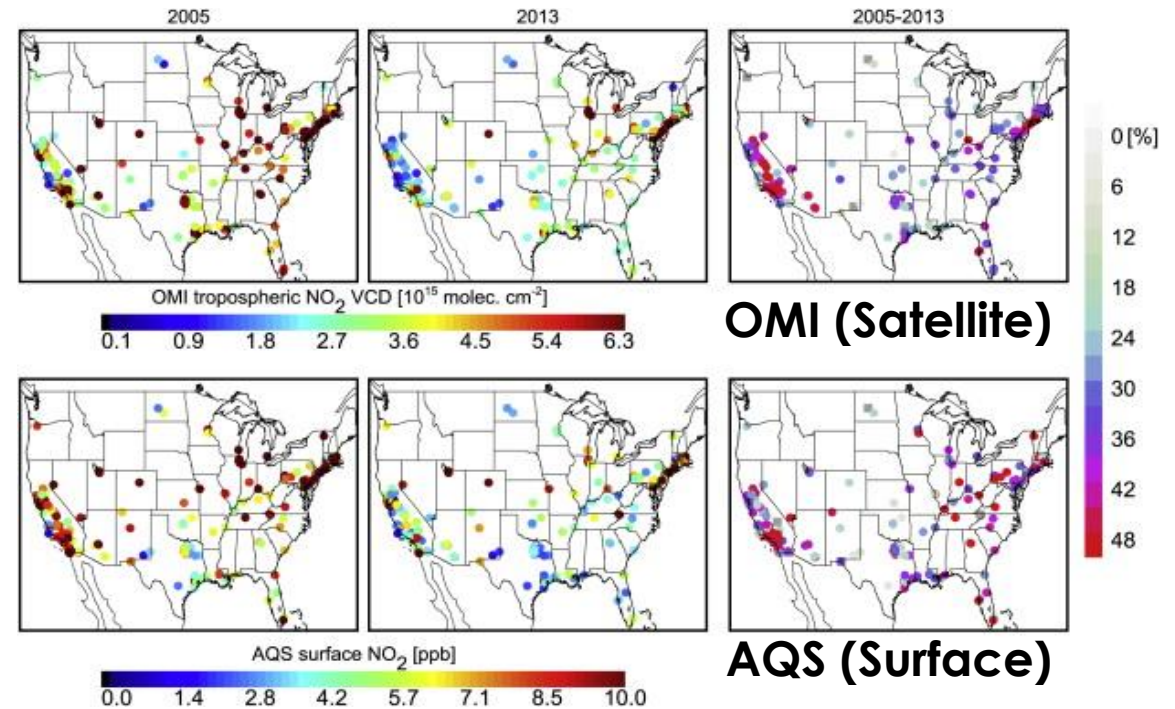 2005 2013 2005-2013
OMI tropospheric NO₂ VCD [10¹⁵ molec. cm⁻²]
0.1 0.9 1.8 2.7 3.6 4.5 5.4 6.3
OMI (Satellite)
0 [%]
6
12
18
24
30
36
42
48
AQS surface NO₂ [ppb]
0.0 1.4 2.8 4.2 5.7 7.1 8.5 10.0
AQS (Surface)